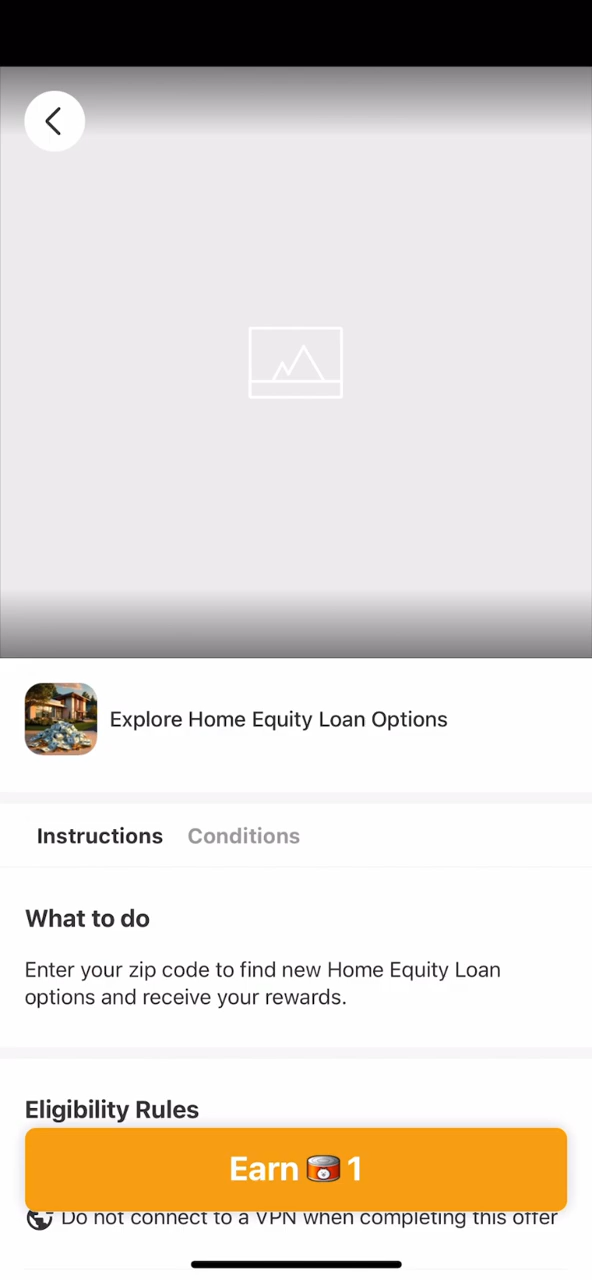 Explore Home Equity Loan Options
Instructions Conditions
What to do
Enter your zip code to find new Home Equity Loan
options and receive your rewards.
Eligibility Rules
Earn 1
Do not connect to a VPN when completing this offer